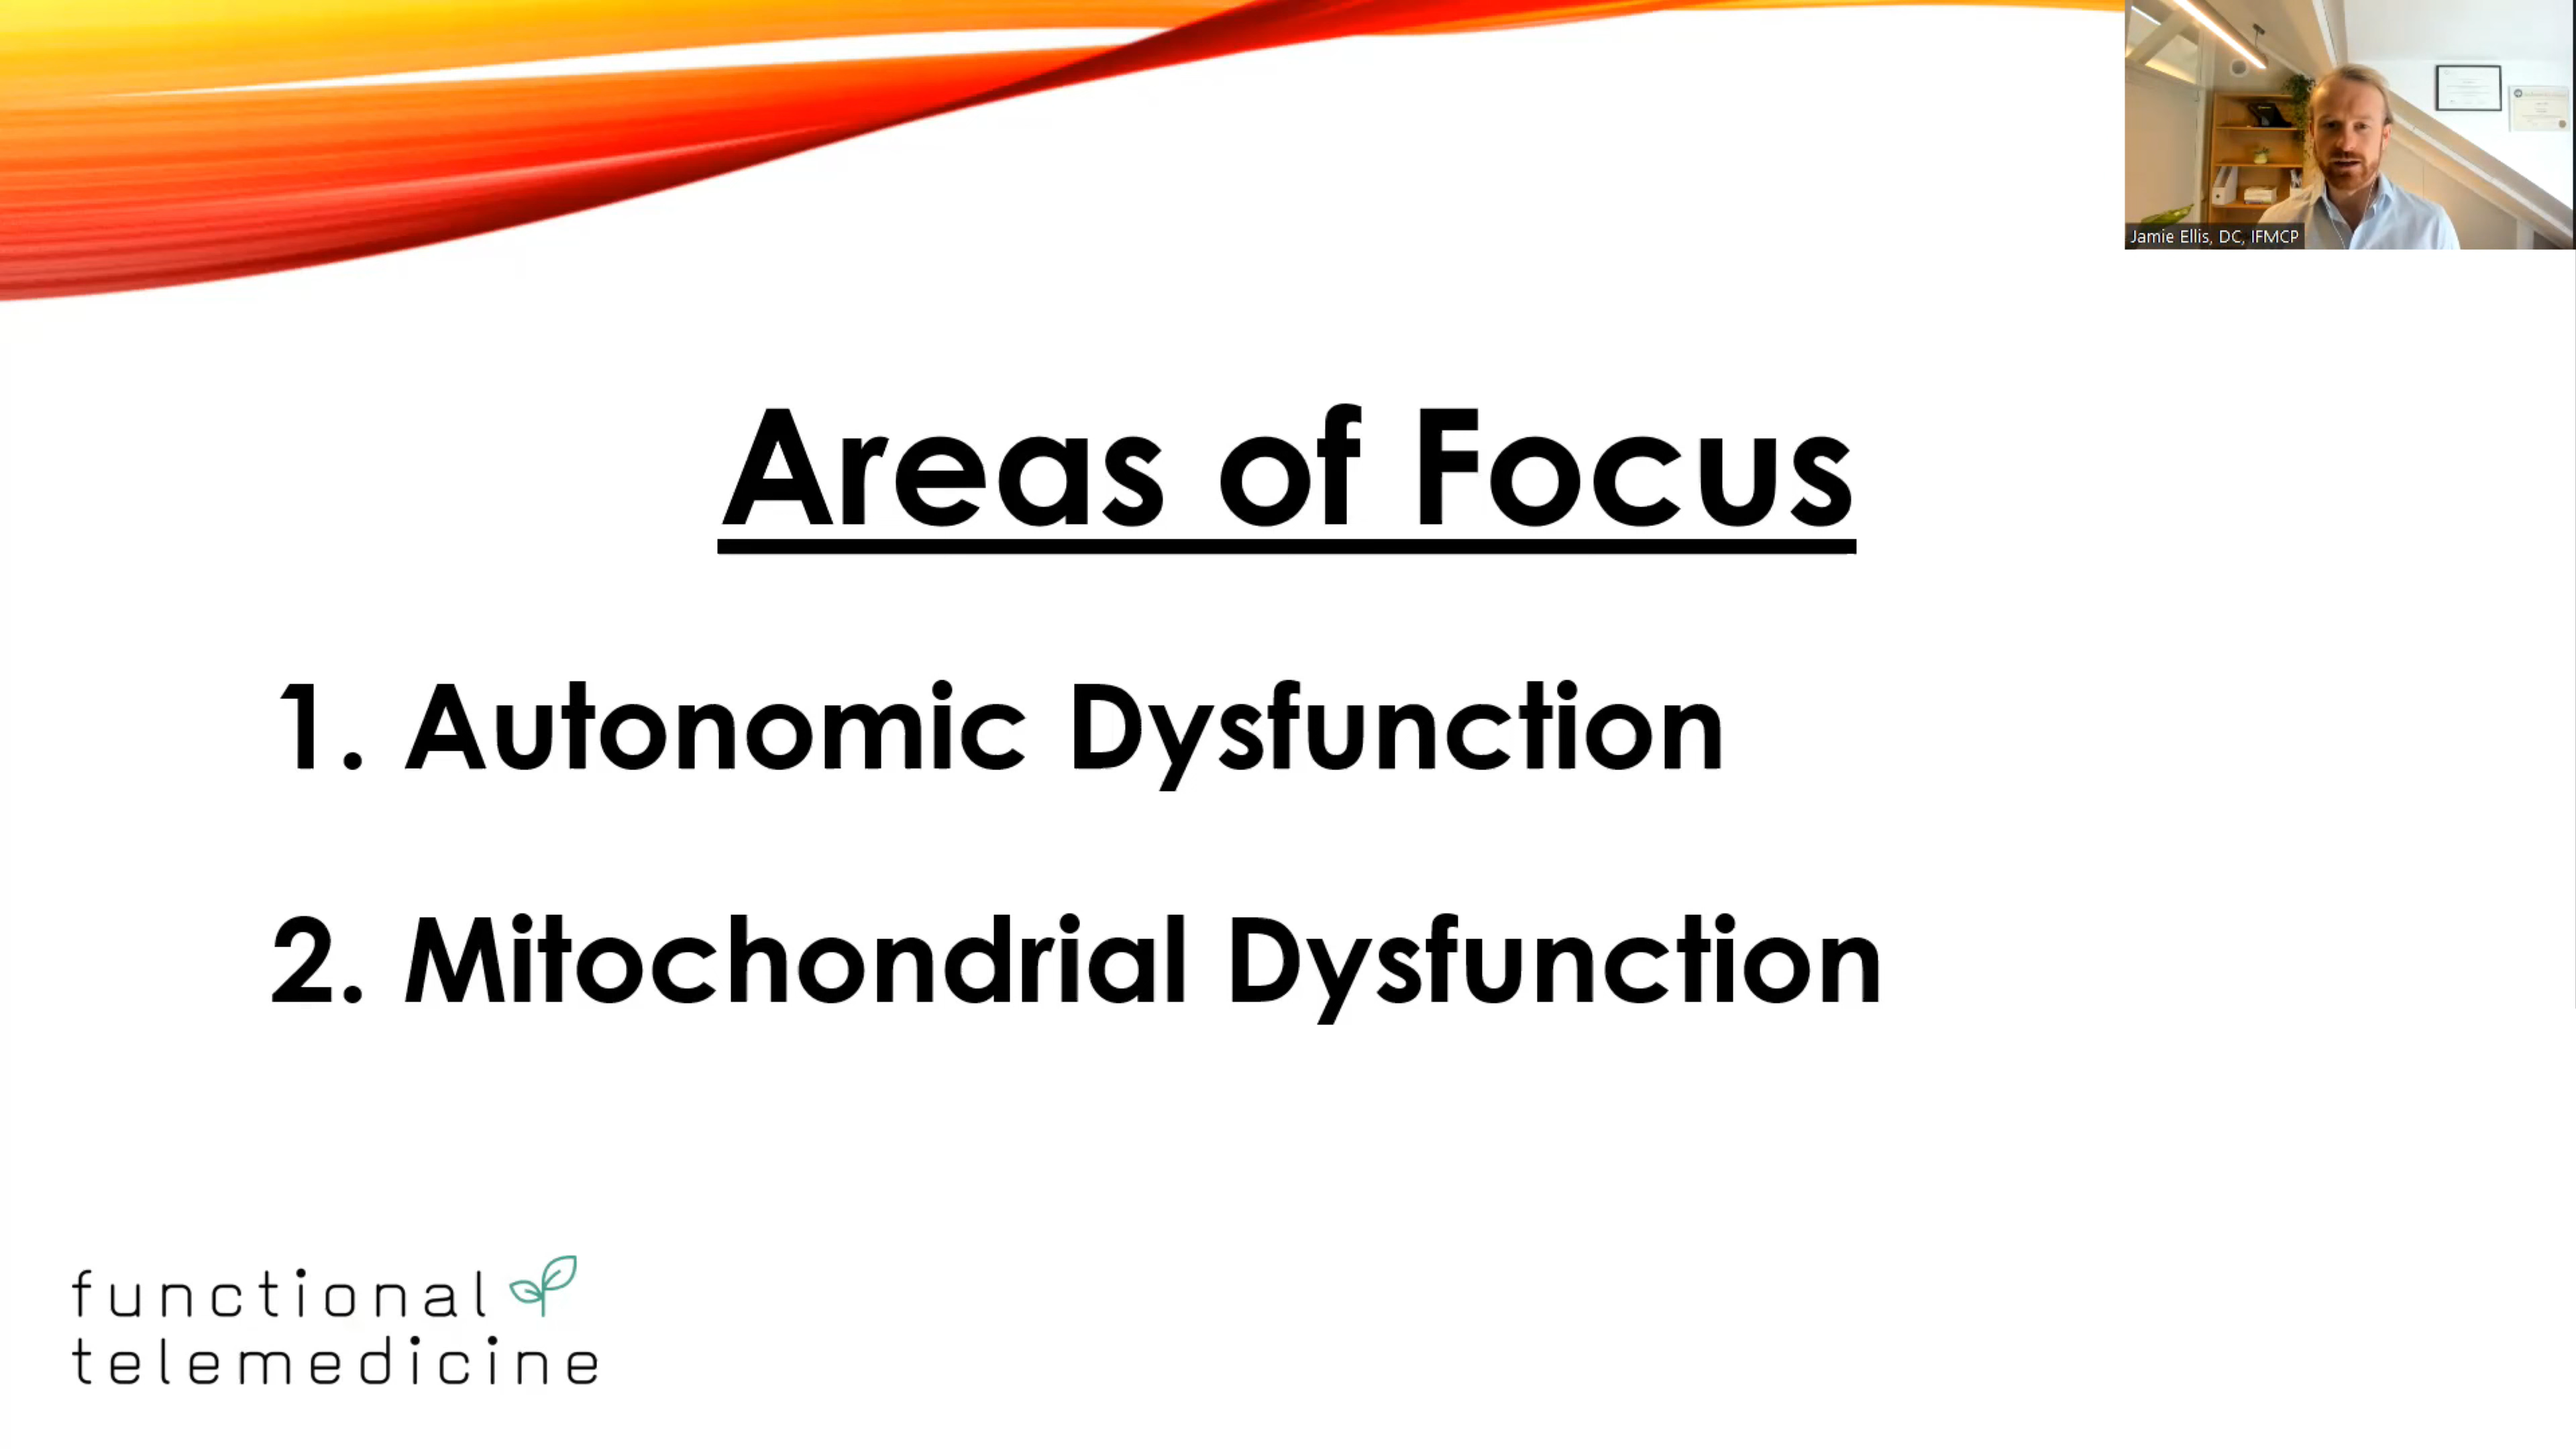 Jamie Ellis, DC, IFMCP
Areas of Focus
1. Autonomic Dysfunction
2. Mitochondrial Dysfunction
functional
telemedicine